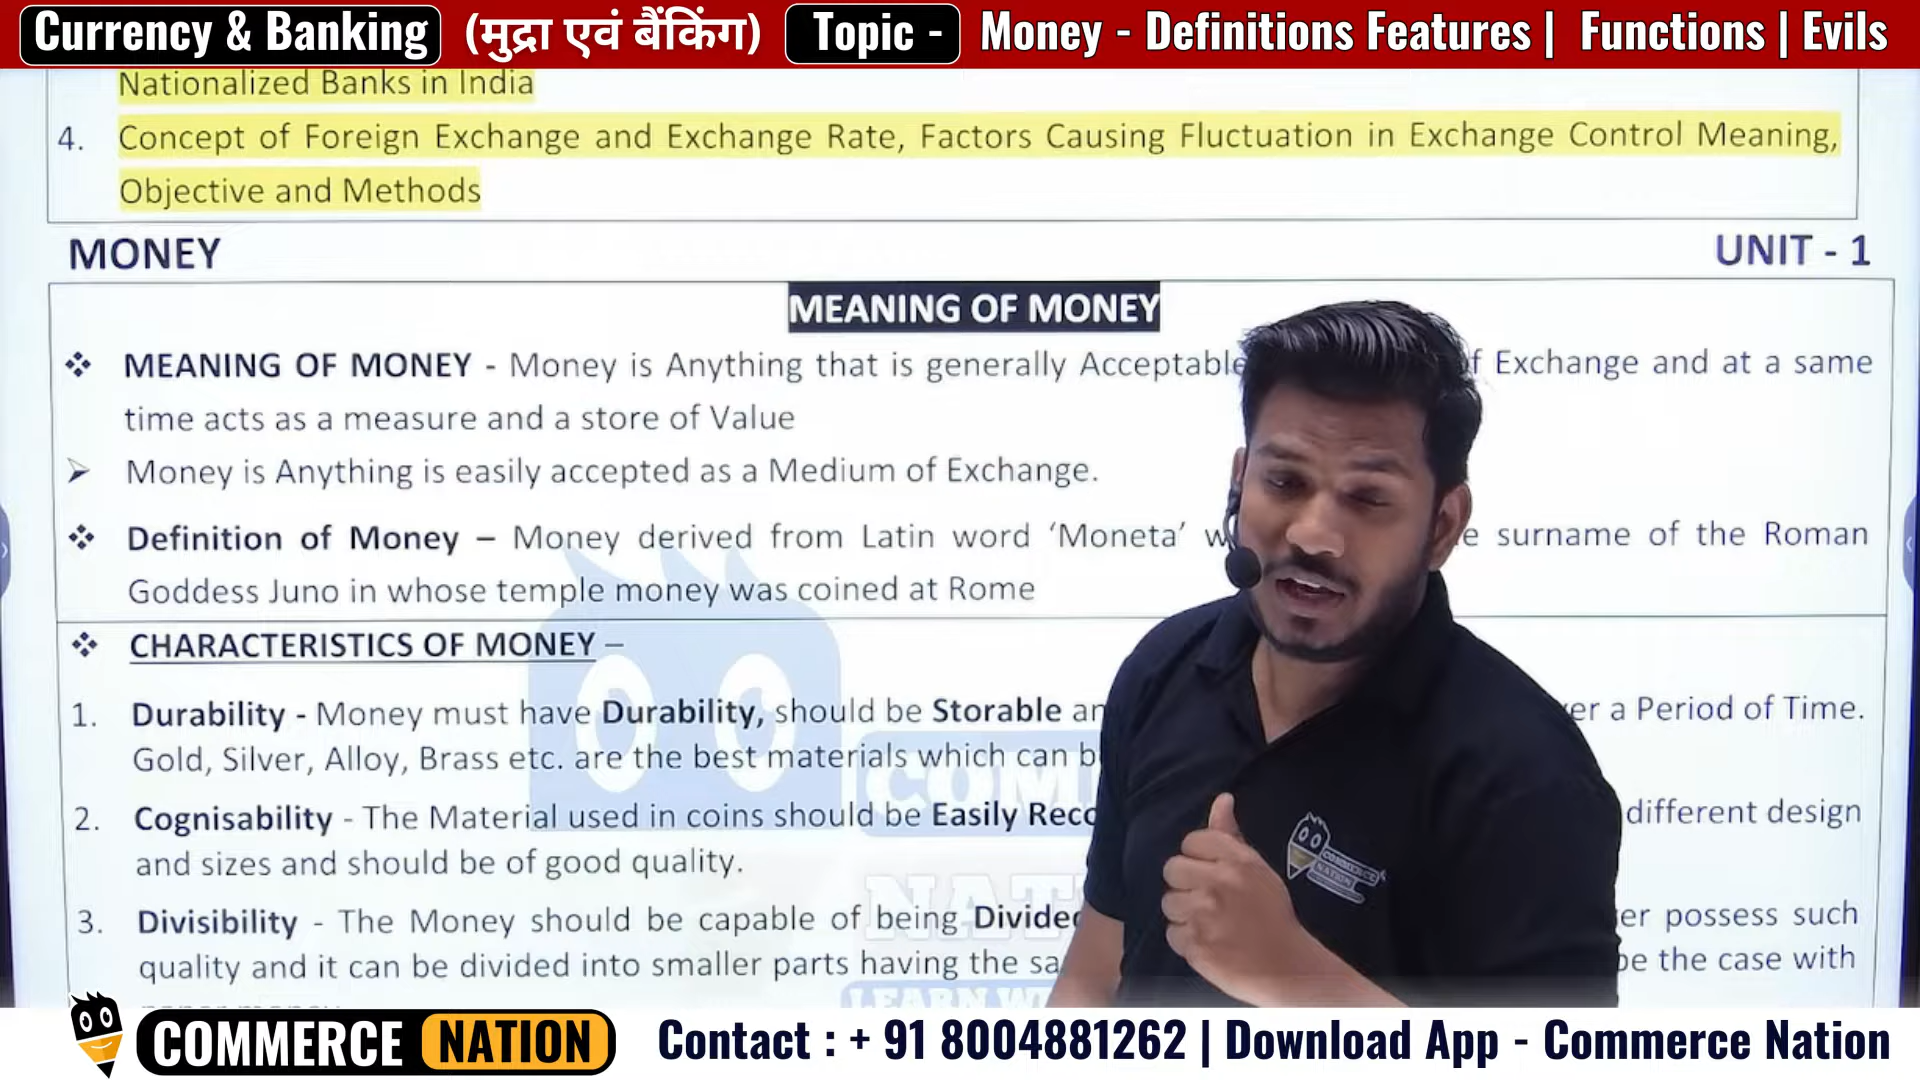 Currency & Banking (मुद्रा एवं बैंकिंग) Topic - Money - Definitions Features | Functions | Evils
Nationalized Banks in India
4. Concept of Foreign Exchange and Exchange Rate, Factors Causing Fluctuation in Exchange Control Meaning,
Objective and Methods
MONEY UNIT - 1
MEANING OF MONEY
❖ MEANING OF MONEY - Money is Anything that is generally Acceptable f Exchange and at a same
time acts as a measure and a store of Value
➢ Money is Anything is easily accepted as a Medium of Exchange.
❖ Definition of Money – Money derived from Latin word ‘Moneta’ w e surname of the Roman
Goddess Juno in whose temple money was coined at Rome
❖ CHARACTERISTICS OF MONEY –
1. Durability - Money must have Durability, should be Storable an er a Period of Time.
Gold, Silver, Alloy, Brass etc. are the best materials which can b
2. Cognisability - The Material used in coins should be Easily Reco different design
and sizes and should be of good quality.
3. Divisibility - The Money should be capable of being Divided er possess such
quality and it can be divided into smaller parts having the sa be the case with
COMMERCE NATION
COMMERCE NATION Contact : + 91 8004881262 | Download App - Commerce Nation